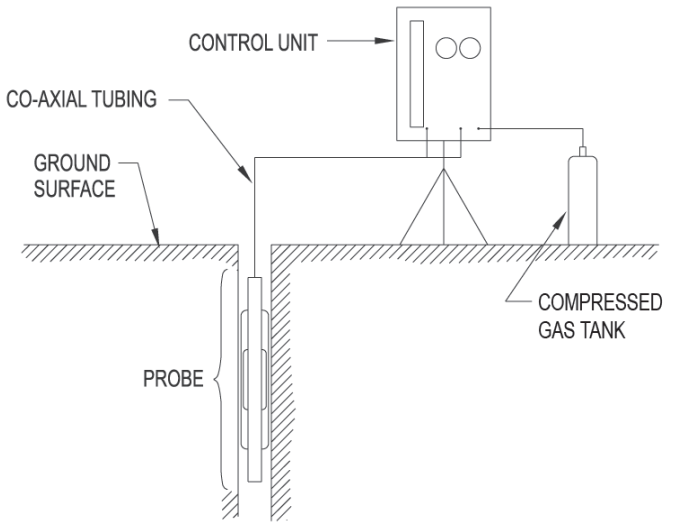 CONTROL UNIT
CO-AXIAL TUBING
GROUND
SURFACE
COMPRESSED
GAS TANK
PROBE